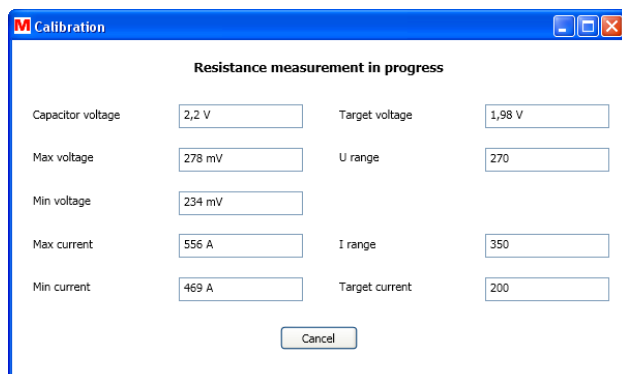 M Calibration
Resistance measurement in progress
Capacitor voltage 2,2 V Target voltage 1,98 V
Max voltage 278 mV U range 270
Min voltage 234 mV
Max current 556 A I range 350
Min current 469 A Target current 200
Cancel